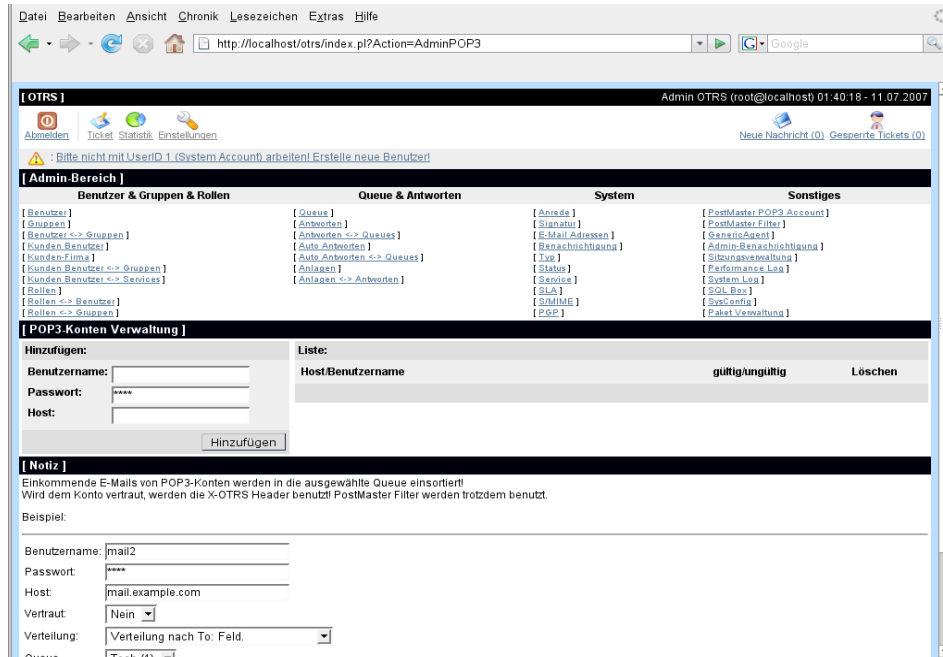 Datei Bearbeiten Ansicht Chronik Lesezeichen Extras Hilfe
http://localhost/otrs/index.pl?Action=AdminPOP3
G Google
[ OTRS ] Admin OTRS (root@localhost) 01:40:18 - 11.07.2007
Abmelden Ticket Statistik Einstellungen Neue Nachricht (0) Gesperrte Tickets (0)
: Bitte nicht mit UserID 1 (System Account) arbeiten! Erstelle neue Benutzer!
[ Admin-Bereich ]
Benutzer & Gruppen & Rollen Queue & Antworten System Sonstiges
[ Benutzer ] [ Queue ] [ Anrede ] [ PostMaster POP3 Account ]
[ Gruppen ] [ Antworten ] [ Signatur ] [ PostMaster Filter ]
[ Benutzer <-> Gruppen ] [ Antworten <-> Queues ] [ E-Mail Adressen ] [ GenericAgent ]
[ Kunden Benutzer ] [ Auto Antworten ] [ Benachrichtigung ] [ Admin-Benachrichtigung ]
[ Kunden-Firma ] [ Auto Antworten <-> Queues ] [ Typ ] [ Sitzungsverwaltung ]
[ Kunden Benutzer <-> Gruppen ] [ Anlagen ] [ Status ] [ Performance Log ]
[ Kunden Benutzer <-> Services ] [ Anlagen <-> Antworten ] [ Service ] [ System Log ]
[ Rollen ] [ SLA ] [ SQL Box ]
[ Rollen <-> Benutzer ] [ S/MIME ] [ SysConfig ]
[ Rollen <-> Gruppen ] [ PGP ] [ Paket Verwaltung ]
[ POP3-Konten Verwaltung ]
Hinzufügen: Liste:
Benutzername: Host/Benutzername gültig/ungültig Löschen
Passwort: ****
Host:
Hinzufügen
[ Notiz ]
Einkommende E-Mails von POP3-Konten werden in die ausgewählte Queue einsortiert!
Wird dem Konto vertraut, werden die X-OTRS Header benutzt! PostMaster Filter werden trotzdem benutzt.
Beispiel:
Benutzername: mail2
Passwort: ****
Host: mail.example.com
Vertraut: Nein
Verteilung: Verteilung nach To: Feld.